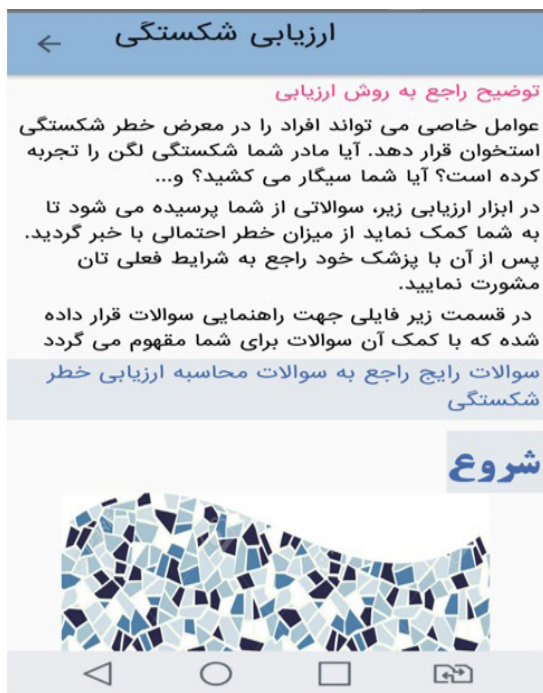 ارزیابی شکستگی
توضیح راجع به روش ارزیابی
عوامل خاصی می تواند افراد را در معرض خطر شکستگی
استخوان قرار دهد. آیا مادر شما شکستگی لگن را تجربه
کرده است؟ آیا شما سیگار می کشید؟ و...
در ابزار ارزیابی زیر، سوالاتی از شما پرسیده می شود تا
به شما کمک نماید از میزان خطر احتمالی با خبر گردید.
پس از آن با پزشک خود راجع به شرایط فعلی تان
مشورت نمایید.
در قسمت زیر فایلی جهت راهنمایی سوالات قرار داده
شده که با کمک آن سوالات برای شما مقهوم می گردد
سوالات رایج راجع به سوالات محاسبه ارزیابی خطر
شکستگی
شروع